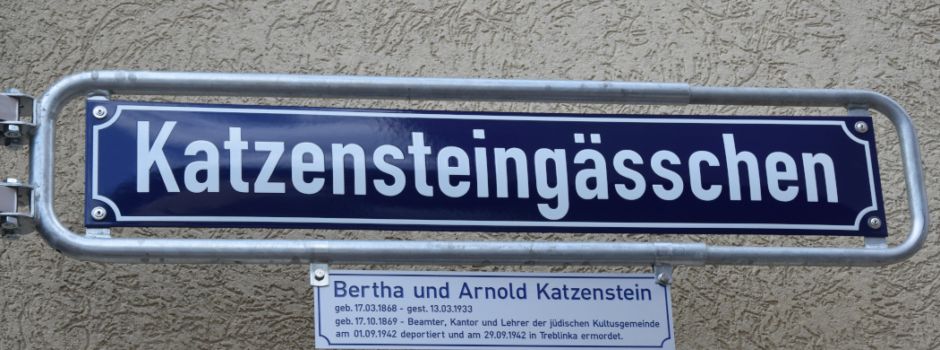 Katzensteingässchen
Bertha und Arnold Katzenstein
geb. 17.03.1868 - gest. 13.03.1933
geb. 17.10.1869 - Beamter, Kantor und Lehrer der jüdischen Kultusgemeinde
am 01.09.1942 deportiert und am 29.09.1942 in Treblinka ermordet.